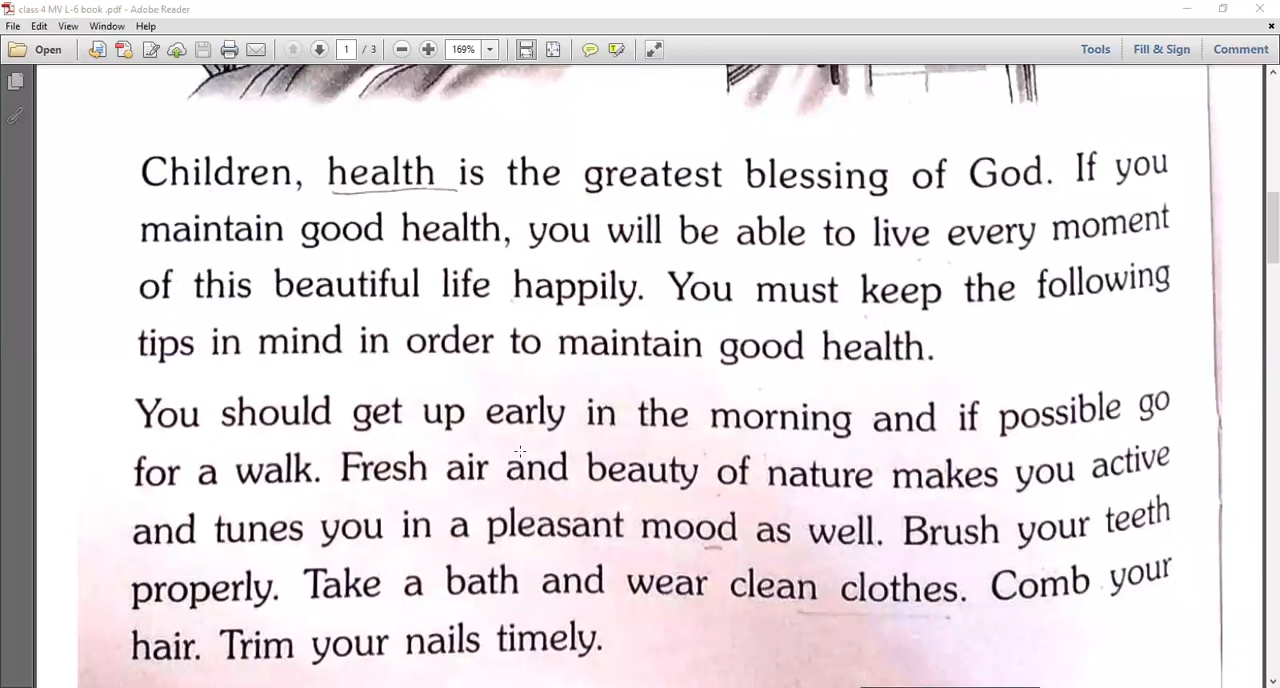 class 4 MV L-6 book .pdf - Adobe Reader
File Edit View Window Help
Open 1 / 3 169% Tools Fill & Sign Comment
Children, health is the greatest blessing of God. If you
maintain good health, you will be able to live every moment
of this beautiful life happily. You must keep the following
tips in mind in order to maintain good health.
You should get up early in the morning and if possible go
for a walk. Fresh air and beauty of nature makes you active
and tunes you in a pleasant mood as well. Brush your teeth
properly. Take a bath and wear clean clothes. Comb your
hair. Trim your nails timely.